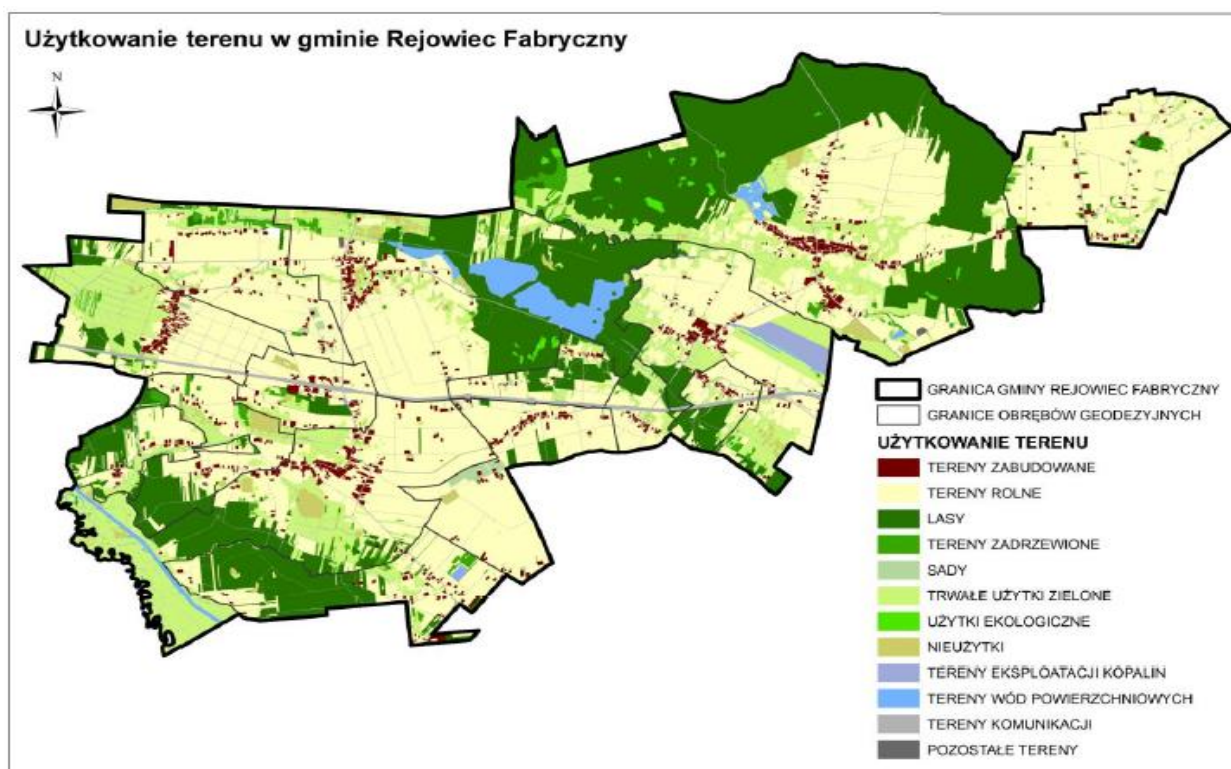 Użytkowanie terenu w gminie Rejowiec Fabryczny
N
GRANICA GMINY REJOWIEC FABRYCZNY
GRANICE OBRĘBÓW GEODEZYJNYCH
UŻYTKOWANIE TERENU
TERENY ZABUDOWANE
TERENY ROLNE
LASY
TERENY ZADRZEWIONE
SADY
TRWAŁE UŻYTKI ZIELONE
UŻYTKI EKOLOGICZNE
NIEUŻYTKI
TERENY EKSPLOATACJI KOPALIN
TERENY WÓD POWIERZCHNIOWYCH
TERENY KOMUNIKACJI
POZOSTAŁE TERENY